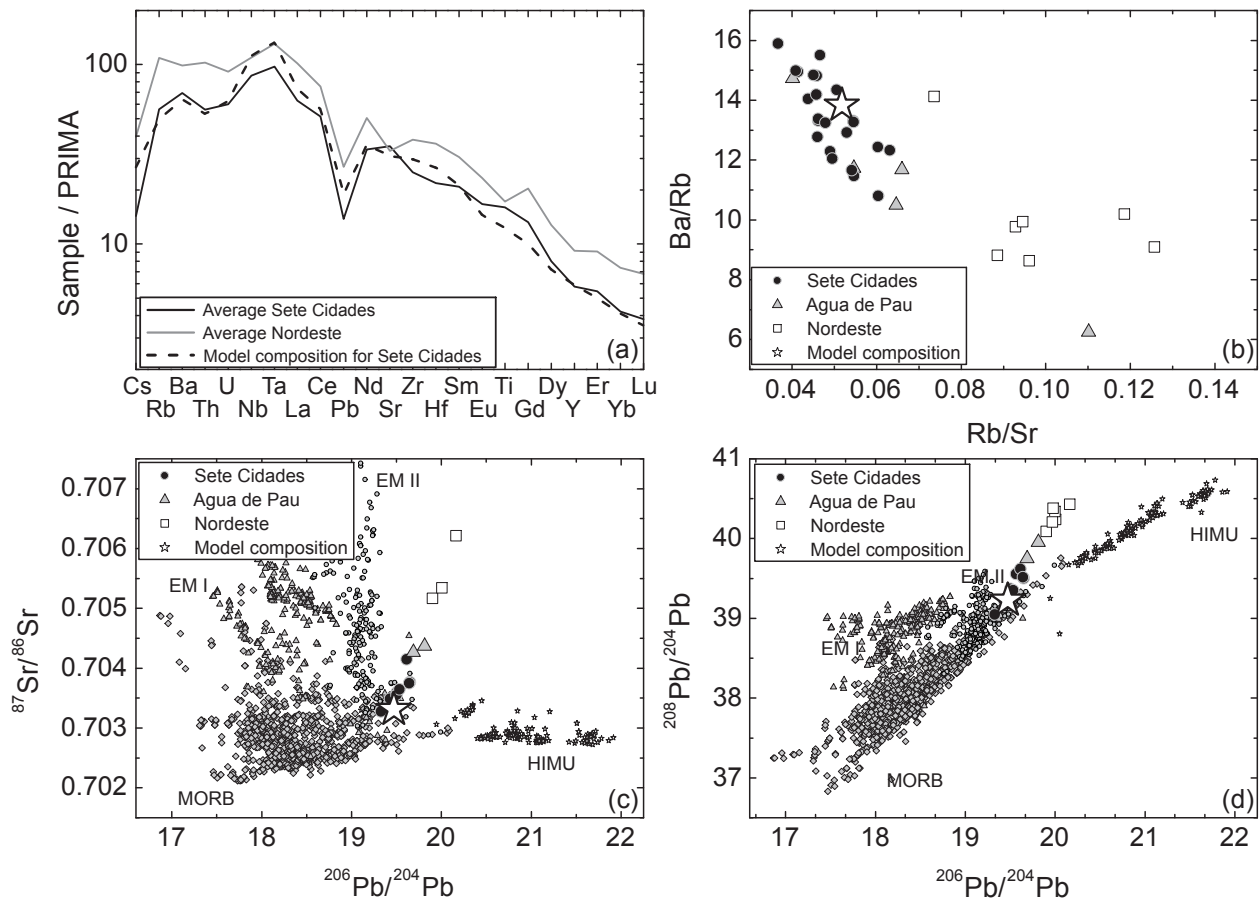 100
10
Sample / PRIMA
Average Sete Cidades
Average Nordeste
Model composition for Sete Cidades
(a)
Cs Ba U Ta Ce Nd Zr Sm Ti Dy Er Lu
Rb Th Nb La Pb Sr Hf Eu Gd Y Yb
16
14
12
10
8
6
Ba/Rb
Sete Cidades
Agua de Pau
Nordeste
Model composition
(b)
0.04 0.06 0.08 0.10 0.12 0.14
Rb/Sr
0.707
0.706
0.705
0.704
0.703
0.702
87Sr/86Sr
Sete Cidades
Agua de Pau
Nordeste
Model composition
EM II
EM I
HIMU
MORB
(c)
17 18 19 20 21 22
206Pb/204Pb
41
40
39
38
37
208Pb/204Pb
Sete Cidades
Agua de Pau
Nordeste
Model composition
HIMU
EM II
EM I
MORB
(d)
17 18 19 20 21 22
206Pb/204Pb